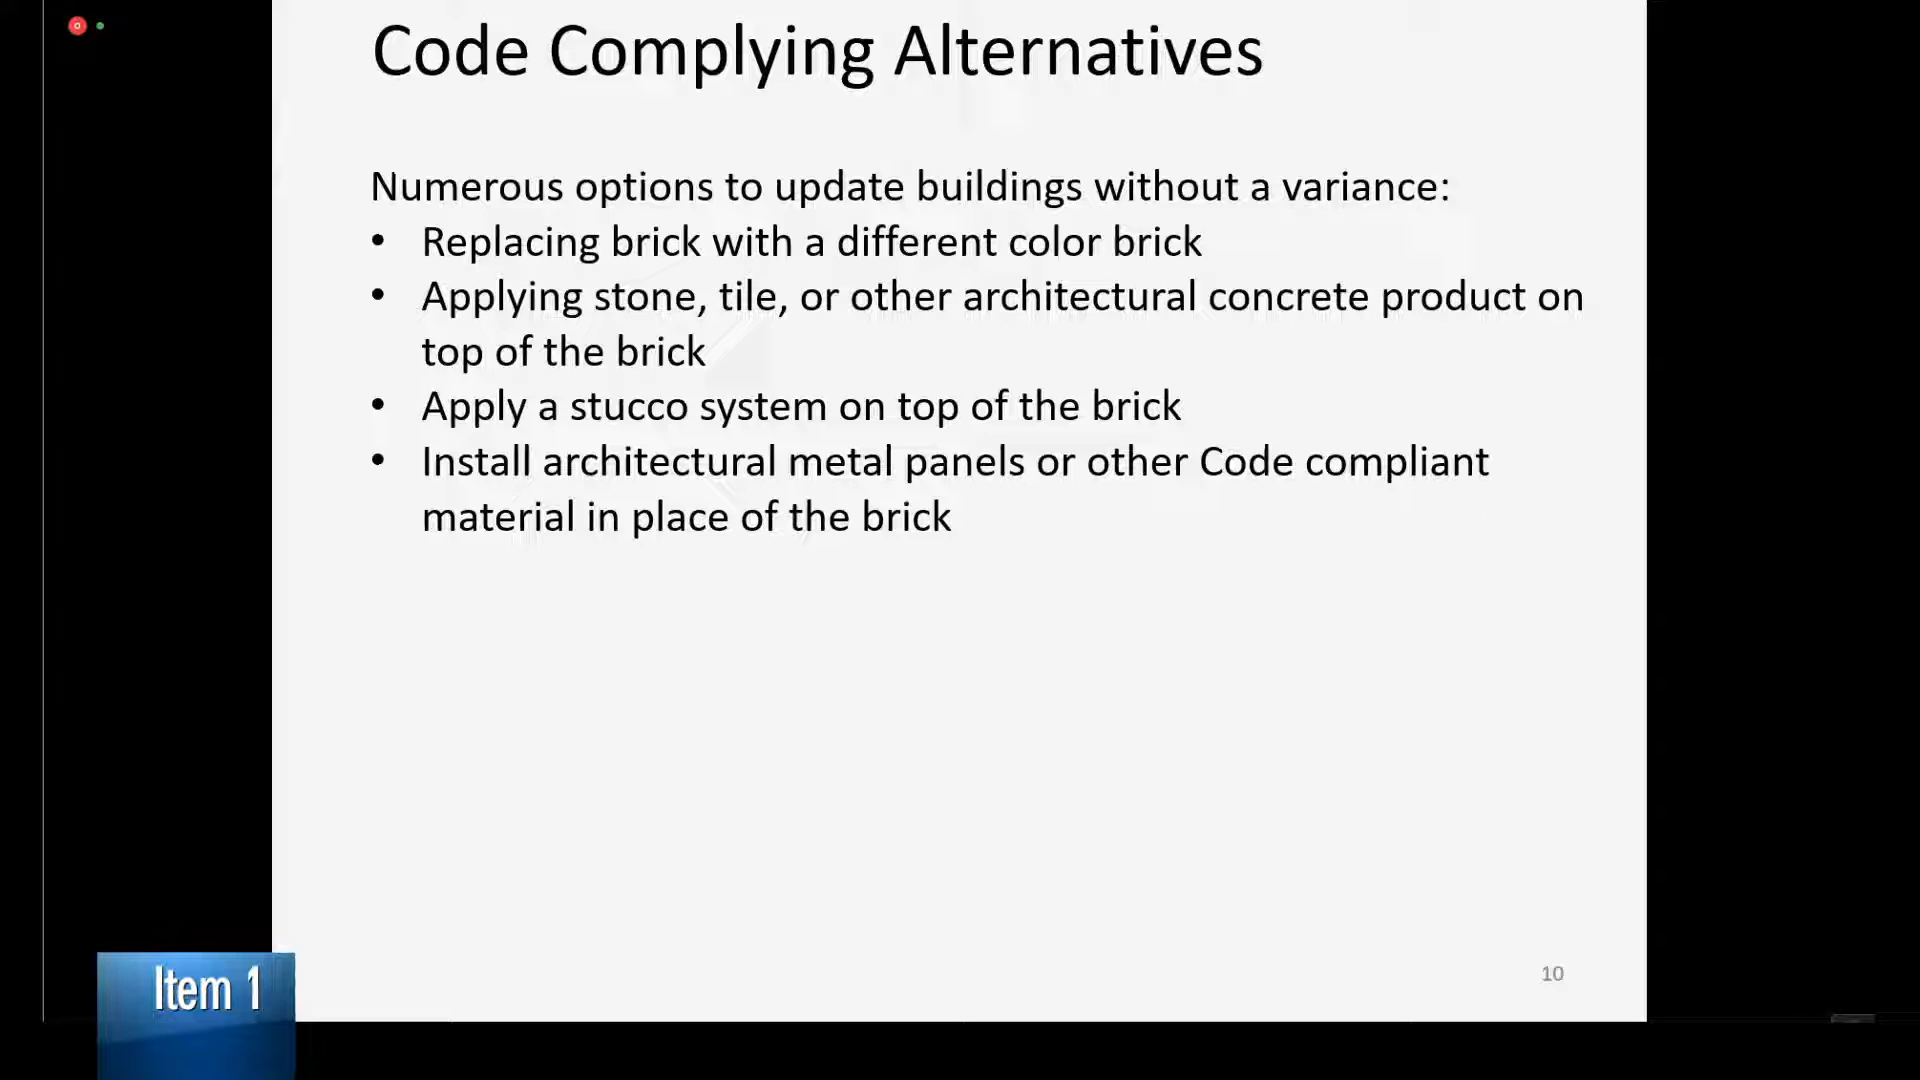 Code Complying Alternatives
Numerous options to update buildings without a variance:
• Replacing brick with a different color brick
• Applying stone, tile, or other architectural concrete product on
top of the brick
• Apply a stucco system on top of the brick
• Install architectural metal panels or other Code compliant
material in place of the brick
10
Item 1